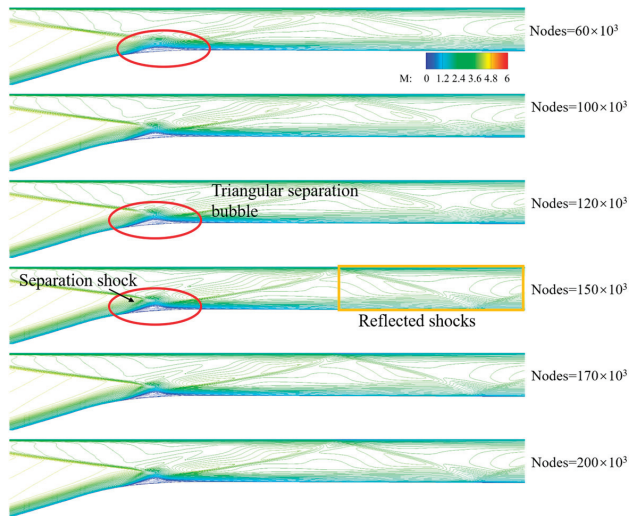 Nodes=60×10³
M: 0 1.2 2.4 3.6 4.8 6
Nodes=100×10³
Triangular separation
bubble
Nodes=120×10³
Separation shock
Nodes=150×10³
Reflected shocks
Nodes=170×10³
Nodes=200×10³